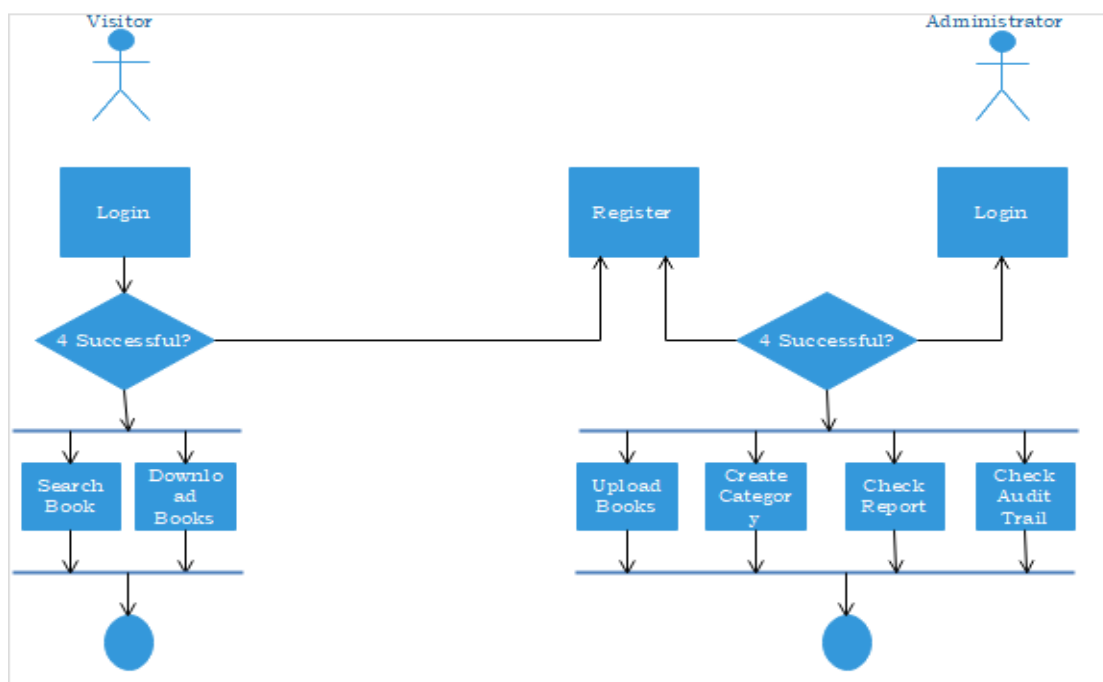 Visitor
Administrator
Login
Register
Login
4 Successful?
4 Successful?
Search
Book
Downlo
ad
Books
Upload
Books
Create
Categor
y
Check
Report
Check
Audit
Trail